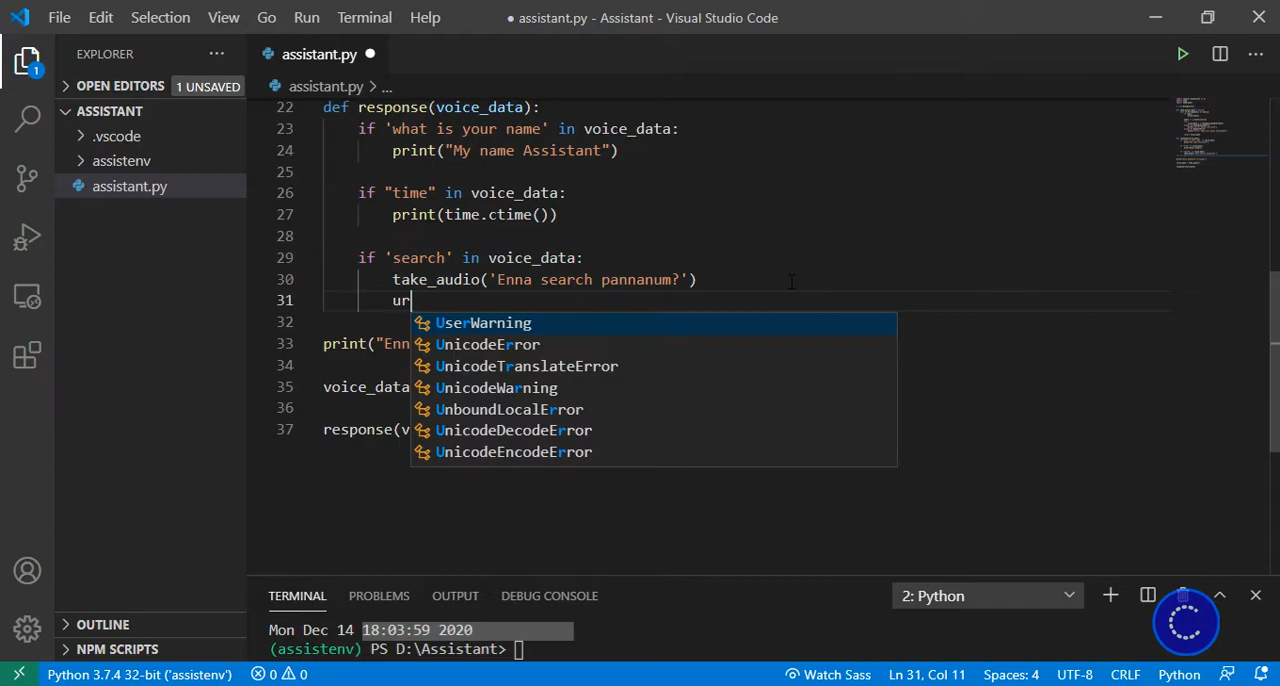 File Edit Selection View Go Run Terminal Help
● assistant.py - Assistant - Visual Studio Code
EXPLORER
OPEN EDITORS 1 UNSAVED
ASSISTANT
.vscode
assistenv
assistant.py
OUTLINE
NPM SCRIPTS
1
assistant.py
assistant.py > ...
22 def response(voice_data):
23 if 'what is your name' in voice_data:
24 print("My name Assistant")
25
26 if "time" in voice_data:
27 print(time.ctime())
28
29 if 'search' in voice_data:
30 take_audio('Enna search pannanum?')
31 ur
32
33 print("Enn
34
35 voice_data
36
37 response(v
UserWarning
UnicodeError
UnicodeTranslateError
UnicodeWarning
UnboundLocalError
UnicodeDecodeError
UnicodeEncodeError
TERMINAL PROBLEMS OUTPUT DEBUG CONSOLE 2: Python
Mon Dec 14 18:03:59 2020
(assistenv) PS D:\Assistant>
Python 3.7.4 32-bit ('assistenv') 0 0 Watch Sass Ln 31, Col 11 Spaces: 4 UTF-8 CRLF Python